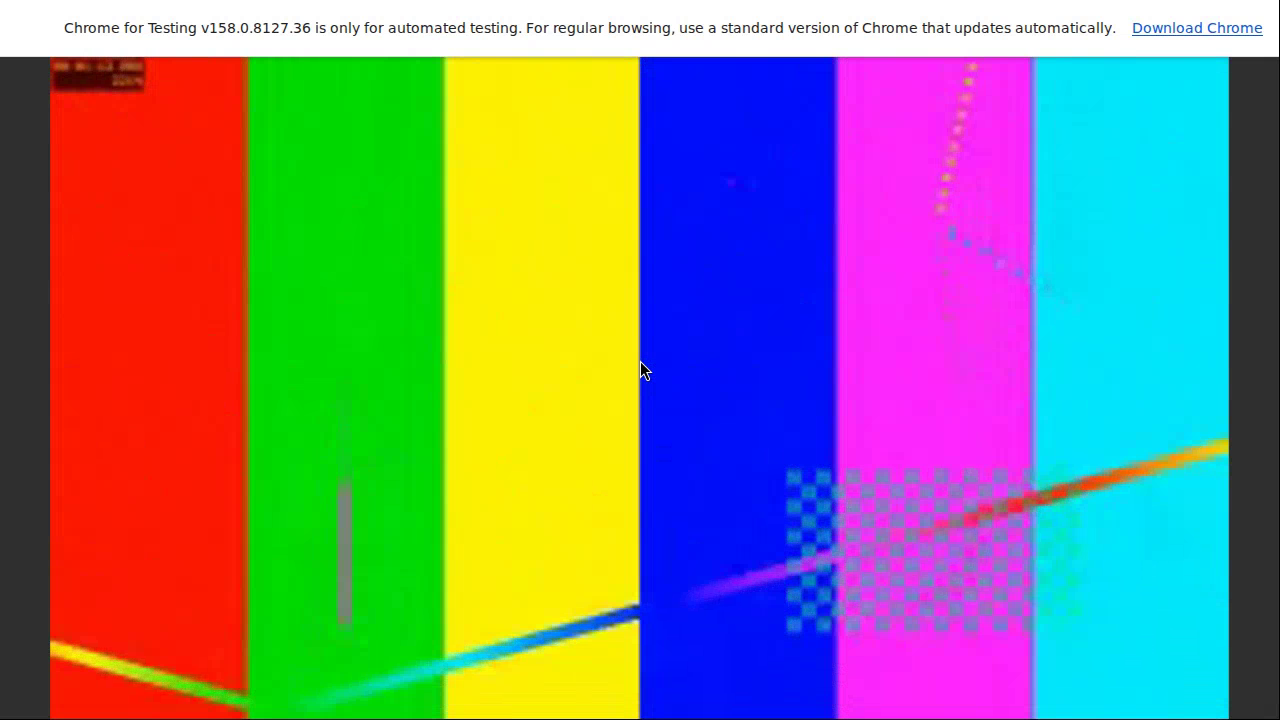 Chrome for Testing v158.0.8127.36 is only for automated testing. For regular browsing, use a standard version of Chrome that updates automatically. Download Chrome